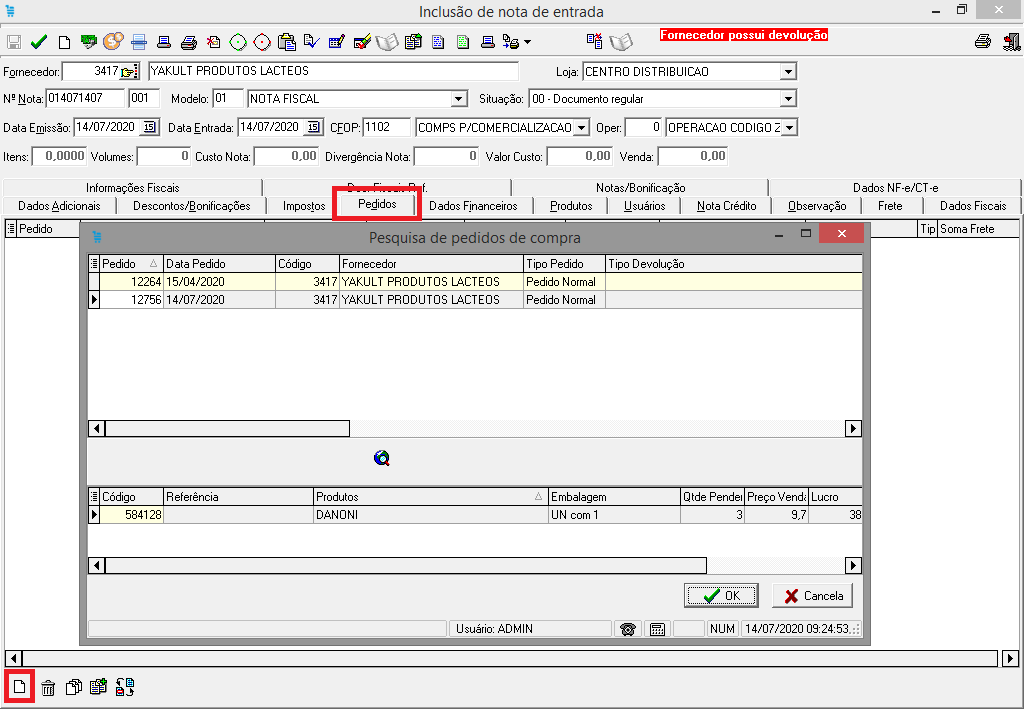 Inclusão de nota de entrada
Fornecedor possui devolução
Fornecedor: 3417 YAKULT PRODUTOS LACTEOS Loja: CENTRO DISTRIBUICAO
Nº Nota: 014071407 001 Modelo: 01 NOTA FISCAL Situação: 00 - Documento regular
Data Emissão: 14/07/2020 15 Data Entrada: 14/07/2020 15 CFOP: 1102 COMPS P/COMERCIALIZACAO Oper: 0 OPERACAO CODIGO Z
Itens: 0,0000 Volumes: 0 Custo Nota: 0,00 Divergência Nota: 0 Valor Custo: 0,00 Venda: 0,00
Informações Fiscais Notas/Bonificação Dados NF-e/CT-e
Dados Adicionais Descontos/Bonificações Impostos Pedidos Dados Financeiros Produtos Usuários Nota Crédito Observação Frete Dados Fiscais
Pedido Tip Soma Frete
Pesquisa de pedidos de compra
Pedido Data Pedido Código Fornecedor Tipo Pedido Tipo Devolução
12264 15/04/2020 3417 YAKULT PRODUTOS LACTEOS Pedido Normal
12756 14/07/2020 3417 YAKULT PRODUTOS LACTEOS Pedido Normal
Código Referência Produtos Embalagem Qtde Penden Preço Venda Lucro
584128 DANONI UN com 1 3 9,7 38
OK Cancela
Usuário: ADMIN NUM 14/07/2020 09:24:53